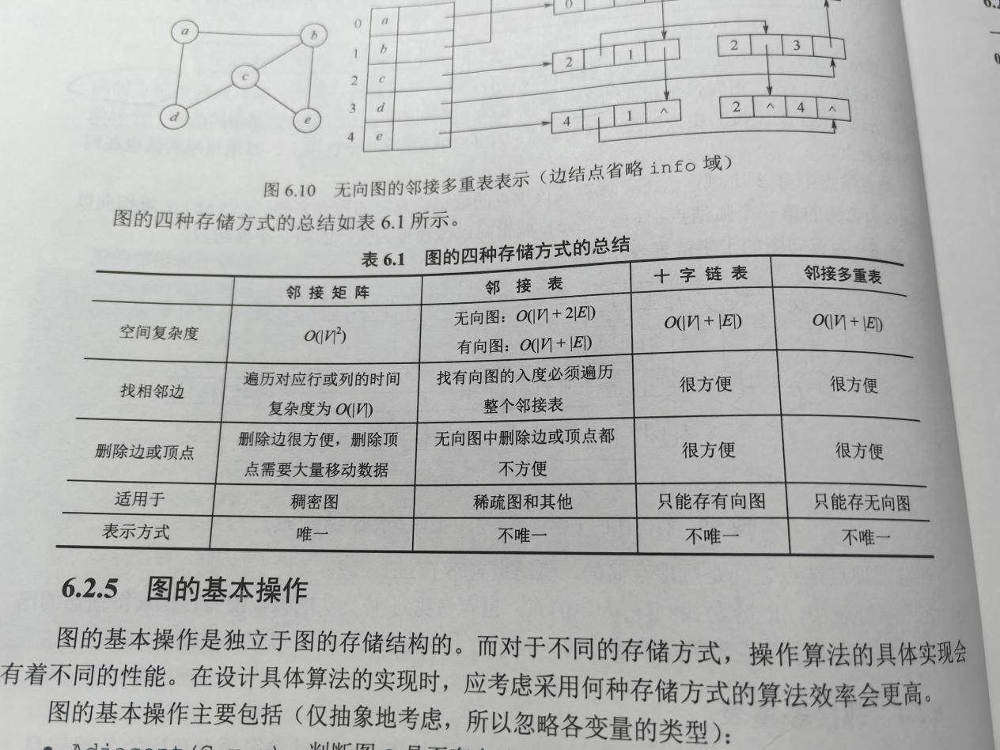 a
b
c
d
e
0 a
1 b
2 c
3 d
4 e
0
2 1
2 3
4 1 ^
2 ^ 4 ^
图 6.10 无向图的邻接多重表表示（边结点省略 info 域）
图的四种存储方式的总结如表 6.1 所示。
表 6.1 图的四种存储方式的总结
邻接矩阵 邻接表 十字链表 邻接多重表
空间复杂度 O(|V|²) 无向图：O(|V| + 2|E|) O(|V| + |E|) O(|V| + |E|)
有向图：O(|V| + |E|)
找相邻边 遍历对应行或列的时间 找有向图的入度必须遍历 很方便 很方便
复杂度为 O(|V|) 整个邻接表
删除边或顶点 删除边很方便，删除顶 无向图中删除边或顶点都 很方便 很方便
点需要大量移动数据 不方便
适用于 稠密图 稀疏图和其他 只能存有向图 只能存无向图
表示方式 唯一 不唯一 不唯一 不唯一
6.2.5 图的基本操作
图的基本操作是独立于图的存储结构的。而对于不同的存储方式，操作算法的具体实现会
有着不同的性能。在设计具体算法的实现时，应考虑采用何种存储方式的算法效率会更高。
图的基本操作主要包括（仅抽象地考虑，所以忽略各变量的类型）：